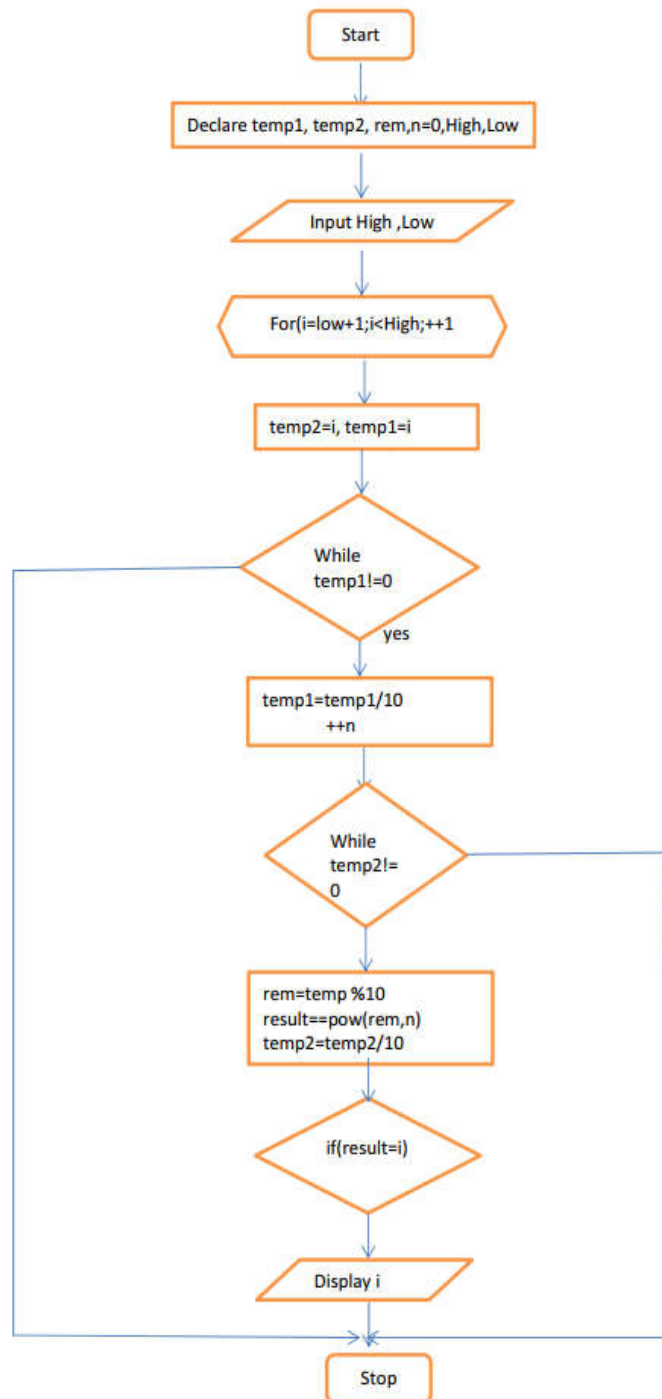 Start
Declare temp1, temp2, rem,n=0,High,Low
Input High ,Low
For(i=low+1;i<High;++1
temp2=i, temp1=i
While
temp1!=0
yes
temp1=temp1/10
++n
While
temp2!=
0
rem=temp %10
result==pow(rem,n)
temp2=temp2/10
if(result=i)
Display i
Stop